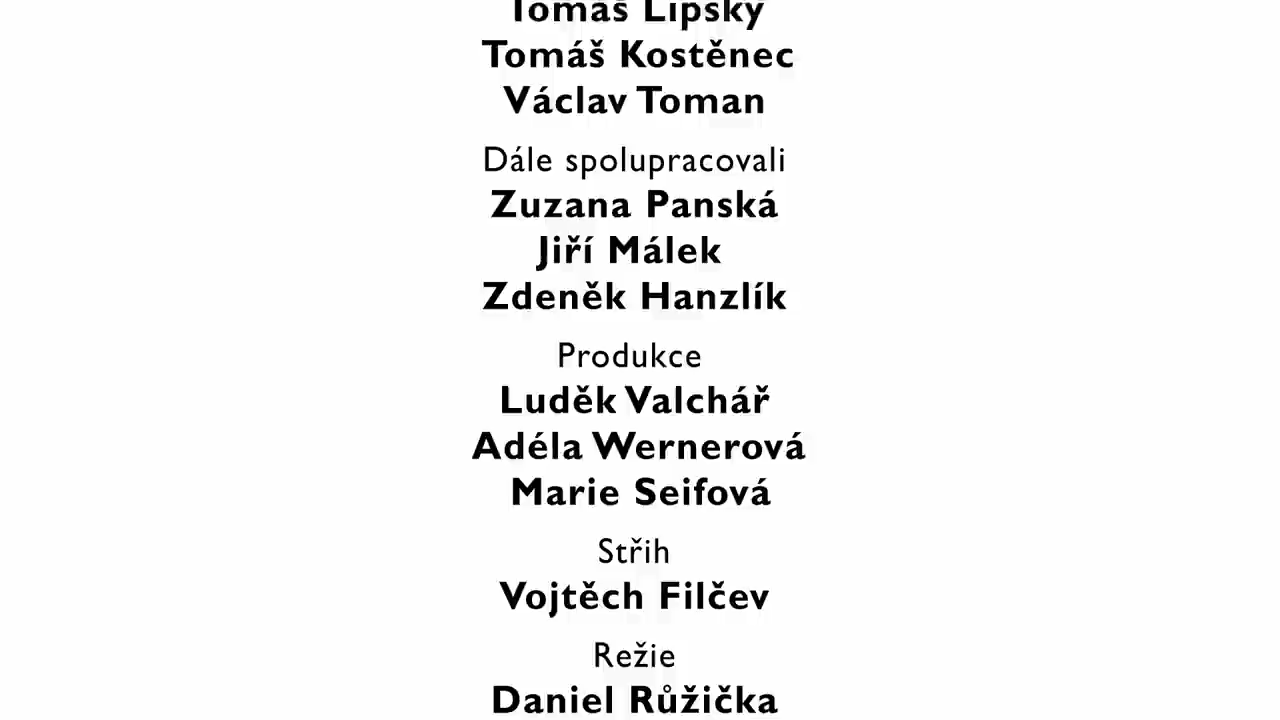 Tomáš Lipský
Tomáš Kostěnec
Václav Toman
Dále spolupracovali
Zuzana Panská
Jiří Málek
Zdeněk Hanzlík
Produkce
Luděk Valchář
Adéla Wernerová
Marie Seifová
Střih
Vojtěch Filčev
Režie
Daniel Růžička